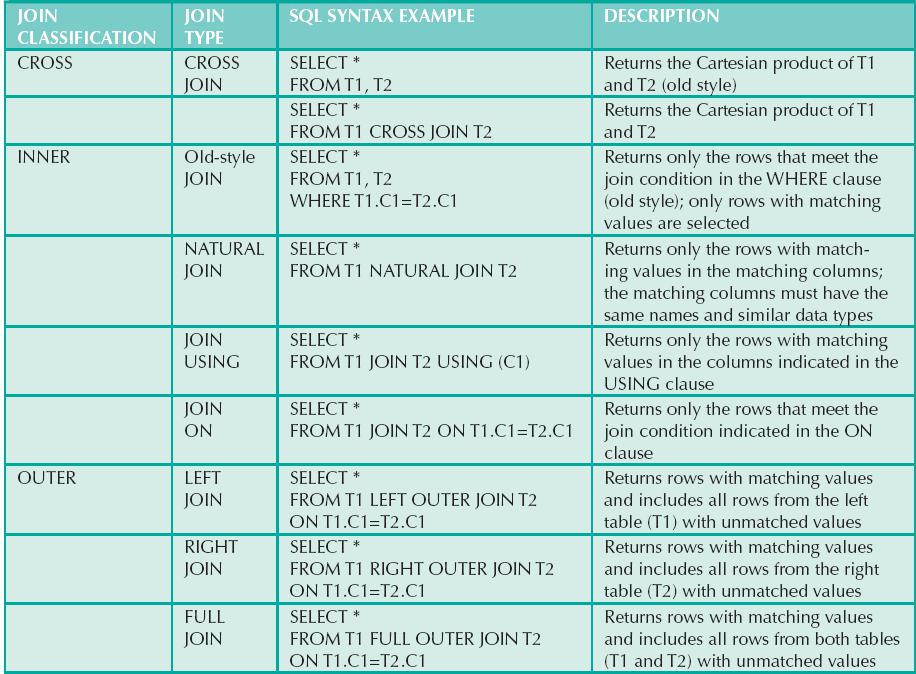 JOIN CLASSIFICATION
JOIN TYPE
SQL SYNTAX EXAMPLE
DESCRIPTION
CROSS
CROSS
JOIN
SELECT *
FROM T1, T2
Returns the Cartesian product of T1
and T2 (old style)
SELECT *
FROM T1 CROSS JOIN T2
Returns the Cartesian product of T1
and T2
INNER
Old-style
JOIN
SELECT *
FROM T1, T2
WHERE T1.C1=T2.C1
Returns only the rows that meet the
join condition in the WHERE clause
(old style); only rows with matching
values are selected
NATURAL
JOIN
SELECT *
FROM T1 NATURAL JOIN T2
Returns only the rows with match-
ing values in the matching columns;
the matching columns must have the
same names and similar data types
JOIN
USING
SELECT *
FROM T1 JOIN T2 USING (C1)
Returns only the rows with matching
values in the columns indicated in the
USING clause
JOIN
ON
SELECT *
FROM T1 JOIN T2 ON T1.C1=T2.C1
Returns only the rows that meet the
join condition indicated in the ON
clause
OUTER
LEFT
JOIN
SELECT *
FROM T1 LEFT OUTER JOIN T2
ON T1.C1=T2.C1
Returns rows with matching values
and includes all rows from the left
table (T1) with unmatched values
RIGHT
JOIN
SELECT *
FROM T1 RIGHT OUTER JOIN T2
ON T1.C1=T2.C1
Returns rows with matching values
and includes all rows from the right
table (T2) with unmatched values
FULL
JOIN
SELECT *
FROM T1 FULL OUTER JOIN T2
ON T1.C1=T2.C1
Returns rows with matching values
and includes all rows from both tables
(T1 and T2) with unmatched values